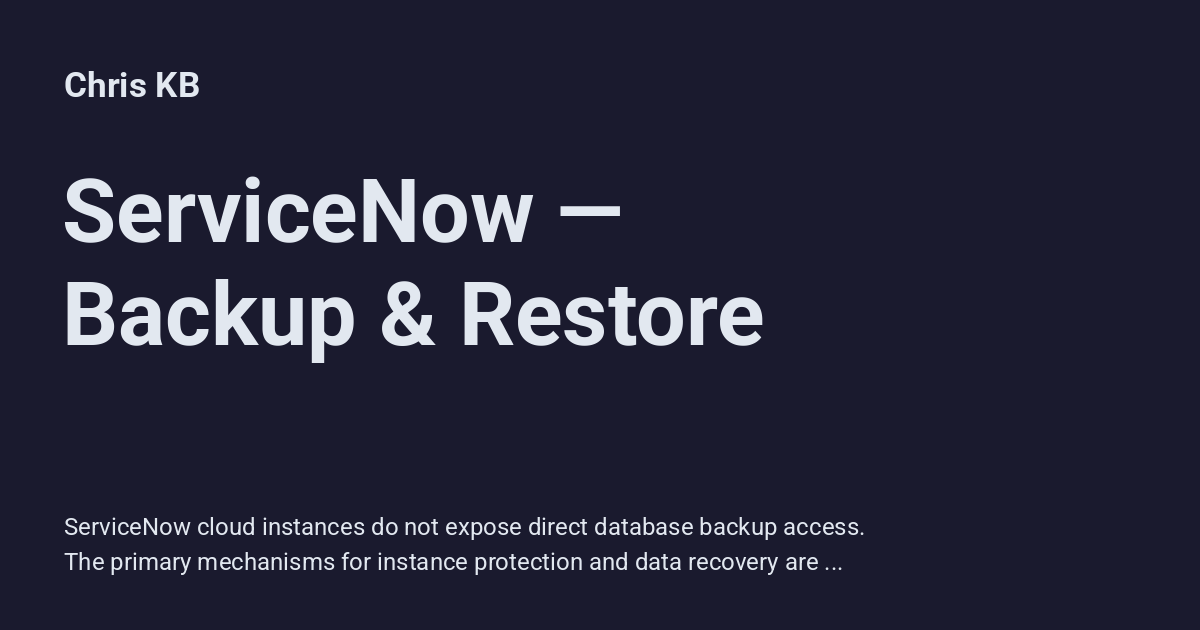 Chris KB
ServiceNow —
Backup & Restore
ServiceNow cloud instances do not expose direct database backup access.
The primary mechanisms for instance protection and data recovery are ...